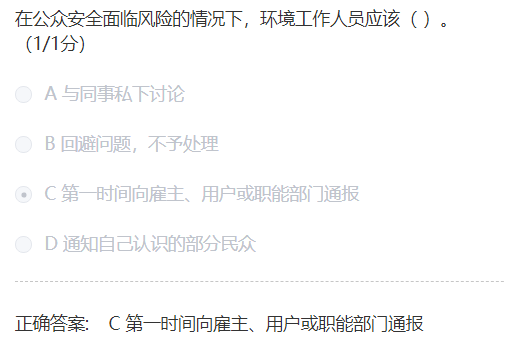 在公众安全面临风险的情况下，环境工作人员应该（ ）。
（1/1分）
A 与同事私下讨论
B 回避问题，不予处理
C 第一时间向雇主、用户或职能部门通报
D 通知自己认识的部分民众
正确答案: C 第一时间向雇主、用户或职能部门通报